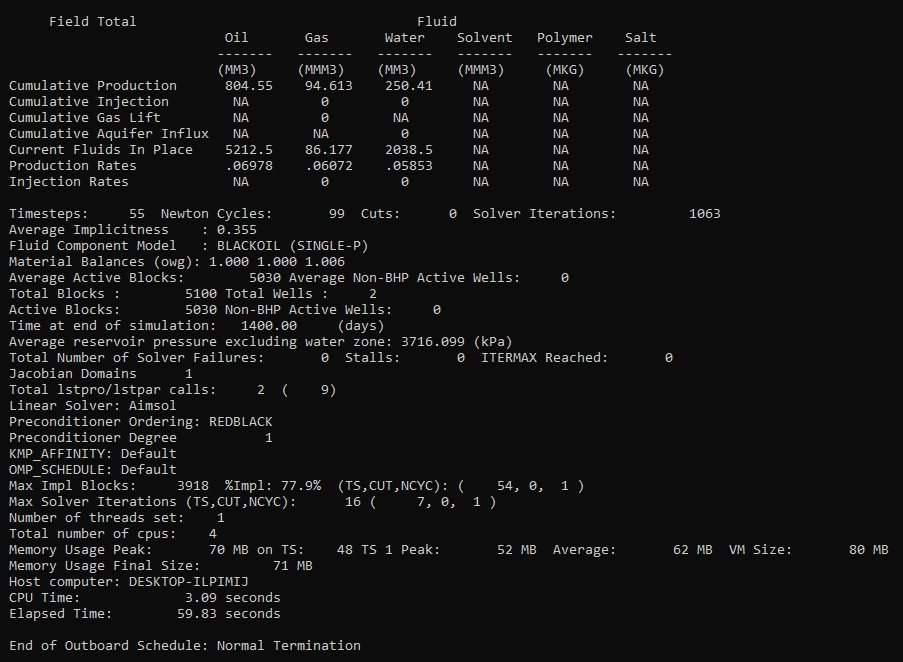 Field Total                                   Fluid
                           Oil       Gas       Water    Solvent   Polymer    Salt
                          -------   -------   -------   -------   -------   -------
                          (MM3)     (MMM3)    (MM3)     (MMM3)     (MKG)     (MKG)
Cumulative Production      804.55    94.613    250.41     NA        NA        NA
Cumulative Injection        NA         0         0        NA        NA        NA
Cumulative Gas Lift         NA         0        NA        NA        NA        NA
Cumulative Aquifer Influx   NA        NA         0        NA        NA        NA
Current Fluids In Place    5212.5    86.177    2038.5     NA        NA        NA
Production Rates           .06978    .06072    .05853     NA        NA        NA
Injection Rates             NA         0         0        NA        NA        NA
Timesteps:     55  Newton Cycles:       99  Cuts:      0  Solver Iterations:         1063
Average Implicitness    : 0.355
Fluid Component Model   : BLACKOIL (SINGLE-P)
Material Balances (owg): 1.000 1.000 1.006
Average Active Blocks:        5030 Average Non-BHP Active Wells:     0
Total Blocks :        5100 Total Wells :     2
Active Blocks:        5030 Non-BHP Active Wells:     0
Time at end of simulation:   1400.00     (days)
Average reservoir pressure excluding water zone: 3716.099 (kPa)
Total Number of Solver Failures:       0  Stalls:       0  ITERMAX Reached:       0
Jacobian Domains      1
Total lstpro/lstpar calls:     2  (    9)
Linear Solver: Aimsol
Preconditioner Ordering: REDBLACK
Preconditioner Degree           1
KMP_AFFINITY: Default
OMP_SCHEDULE: Default
Max Impl Blocks:     3918  %Impl: 77.9%  (TS,CUT,NCYC): (    54, 0,  1 )
Max Solver Iterations (TS,CUT,NCYC):      16 (     7, 0,  1 )
Number of threads set:    1
Total number of cpus:    4
Memory Usage Peak:       70 MB on TS:    48 TS 1 Peak:       52 MB  Average:       62 MB  VM Size:       80 MB
Memory Usage Final Size:         71 MB
Host computer: DESKTOP-ILPIMIJ
CPU Time:             3.09 seconds
Elapsed Time:        59.83 seconds
End of Outboard Schedule: Normal Termination